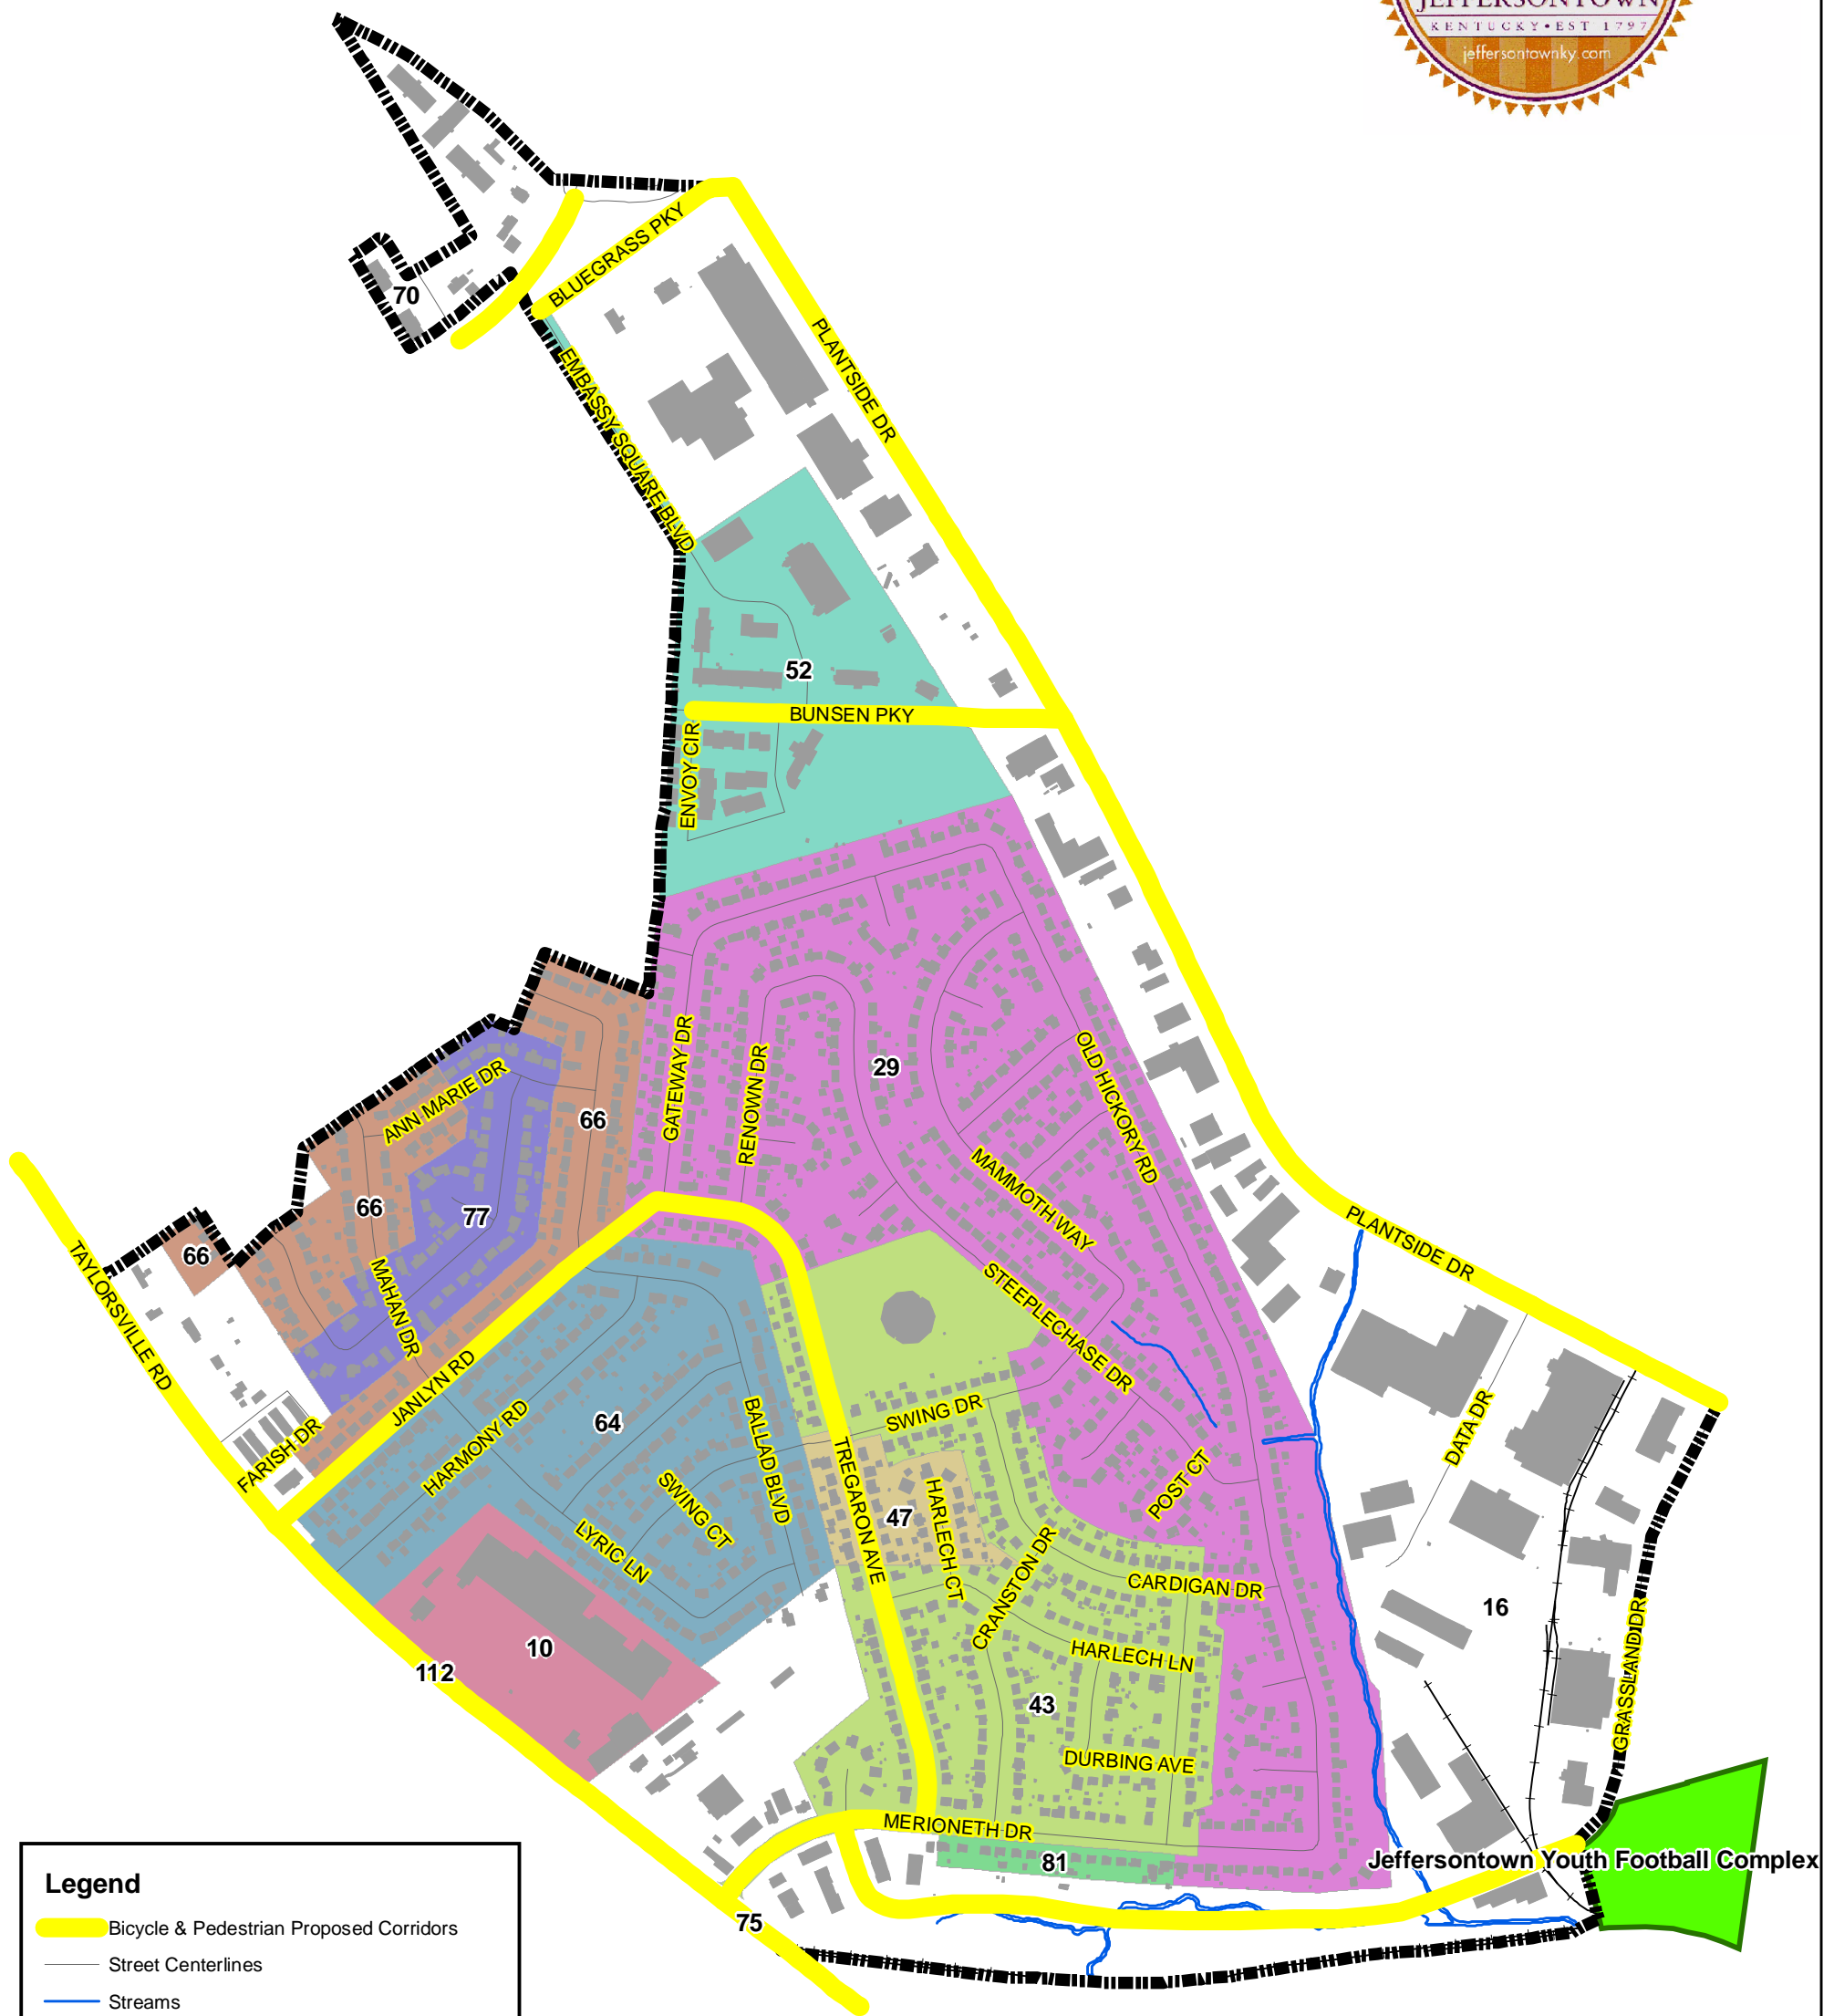 JEFFERSONTOWN
KENTUCKY•EST 1797
jeffersontownky.com
BLUEGRASS PKY
70
PLANTSIDE DR
EMBASSY SQUARE BLVD
52
BUNSEN PKY
ENVOY CIR
GATEWAY DR
RENOWN DR
29
OLD HICKORY RD
ANN MARIE DR
66
66
77
66
MAMMOTH WAY
PLANTSIDE DR
TAYLORSVILLE RD
MAHAN DR
STEEPLECHASE DR
JANLYN RD
HARMONY RD
64
BALLAD BLVD
SWING DR
DATA DR
FARISH DR
TREGARON AVE
SWING CT
47
HARLECH CT
POST CT
LYRIC LN
CRANSTON DR
CARDIGAN DR
16
GRASSLAND DR
10
112
HARLECH LN
43
DURBING AVE
MERIONETH DR
81
Jeffersontown Youth Football Complex
75
Legend
Bicycle & Pedestrian Proposed Corridors
Street Centerlines
Streams